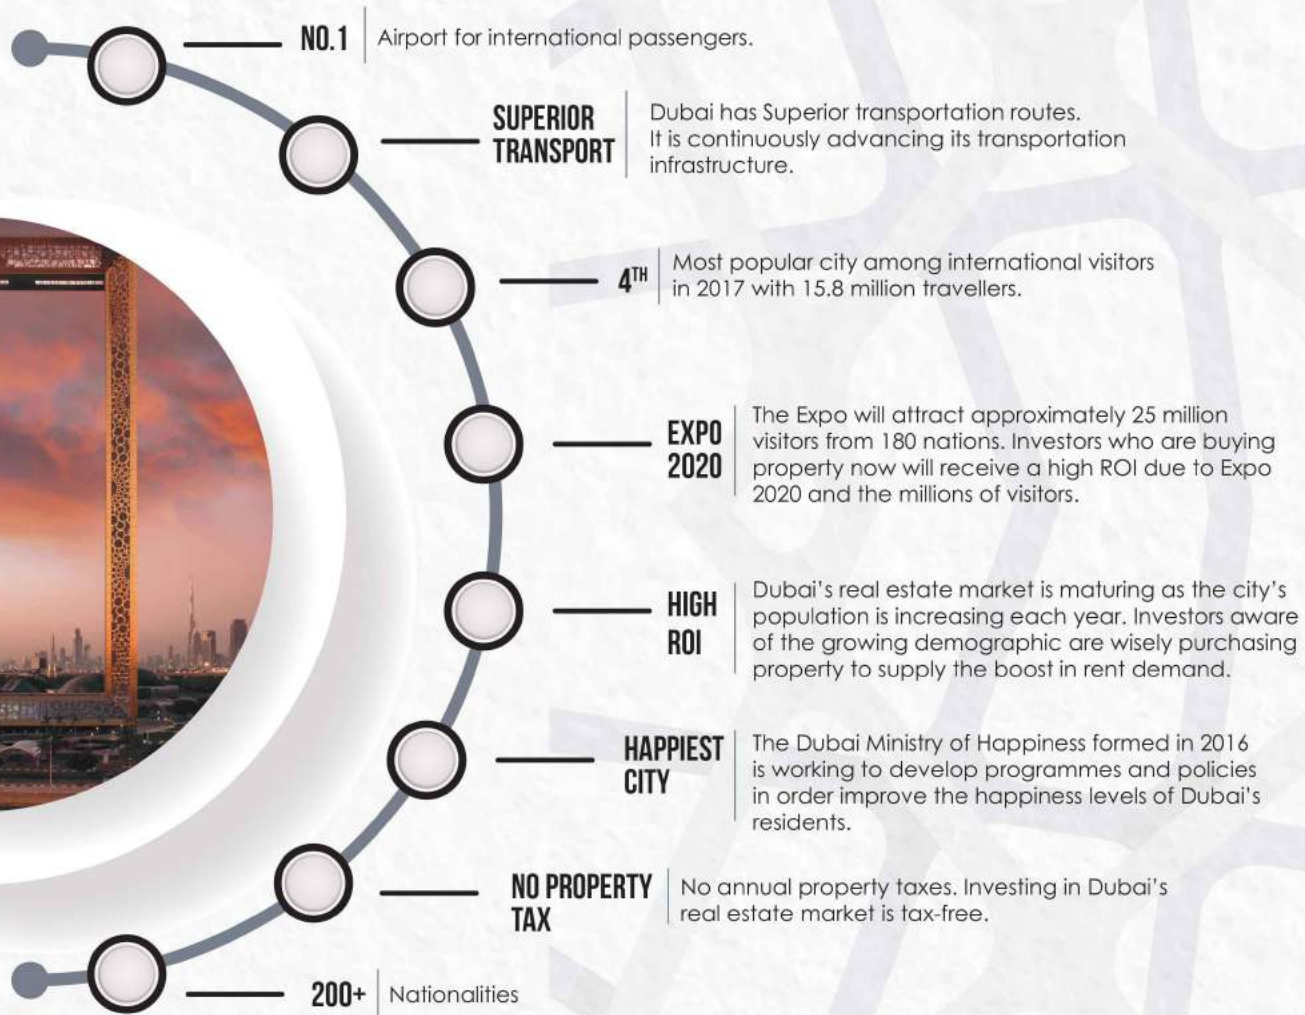 NO.1
Airport for international passengers.
SUPERIOR
TRANSPORT
Dubai has Superior transportation routes.
It is continuously advancing its transportation
infrastructure.
4TH
Most popular city among international visitors
in 2017 with 15.8 million travellers.
EXPO
2020
The Expo will attract approximately 25 million
visitors from 180 nations. Investors who are buying
property now will receive a high ROI due to Expo
2020 and the millions of visitors.
HIGH
ROI
Dubai’s real estate market is maturing as the city’s
population is increasing each year. Investors aware
of the growing demographic are wisely purchasing
property to supply the boost in rent demand.
HAPPIEST
CITY
The Dubai Ministry of Happiness formed in 2016
is working to develop programmes and policies
in order improve the happiness levels of Dubai’s
residents.
NO PROPERTY
TAX
No annual property taxes. Investing in Dubai’s
real estate market is tax-free.
200+
Nationalities